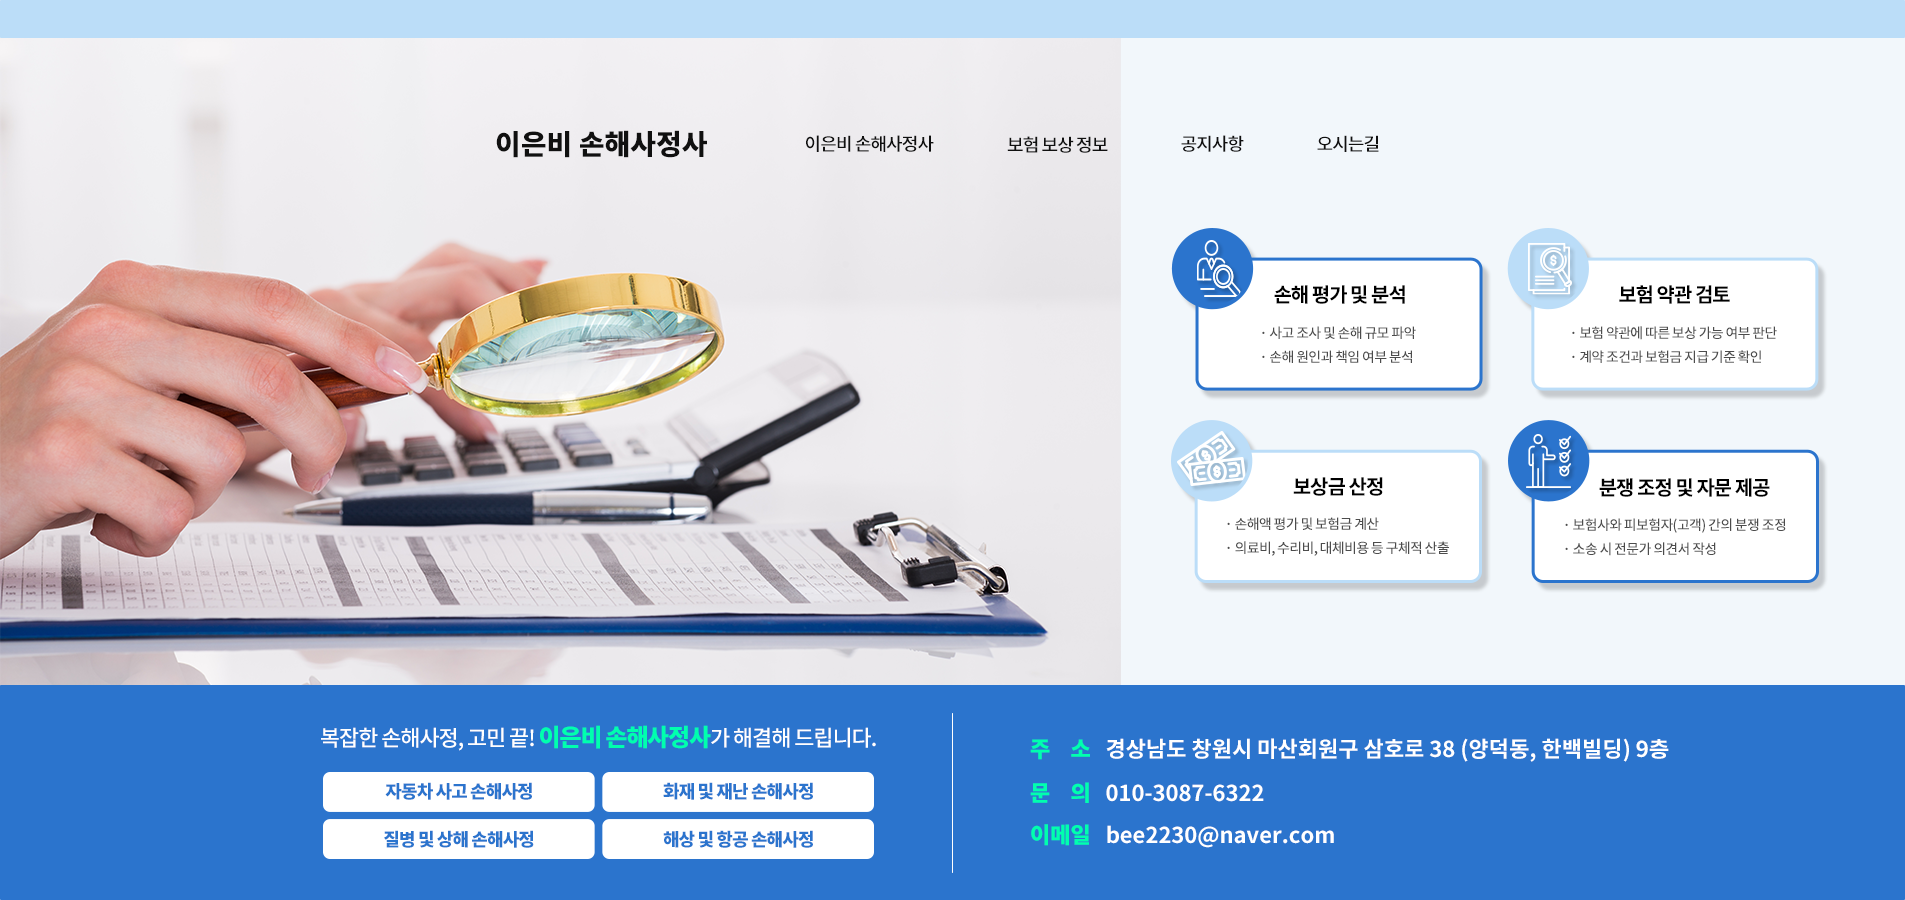 이은비 손해사정사
이은비 손해사정사
보험 보상 정보
공지사항
오시는길
손해 평가 및 분석
· 사고 조사 및 손해 규모 파악
· 손해 원인과 책임 여부 분석
보험 약관 검토
· 보험 약관에 따른 보상 가능 여부 판단
· 계약 조건과 보험금 지급 기준 확인
보상금 산정
· 손해액 평가 및 보험금 계산
· 의료비, 수리비, 대체비용 등 구체적 산출
분쟁 조정 및 자문 제공
· 보험사와 피보험자(고객) 간의 분쟁 조정
· 소송 시 전문가 의견서 작성
복잡한 손해사정, 고민 끝! 이은비 손해사정사가 해결해 드립니다.
자동차 사고 손해사정
화재 및 재난 손해사정
질병 및 상해 손해사정
해상 및 항공 손해사정
주 소 경상남도 창원시 마산회원구 삼호로 38 (양덕동, 한백빌딩) 9층
문 의 010-3087-6322
이메일 bee2230@naver.com